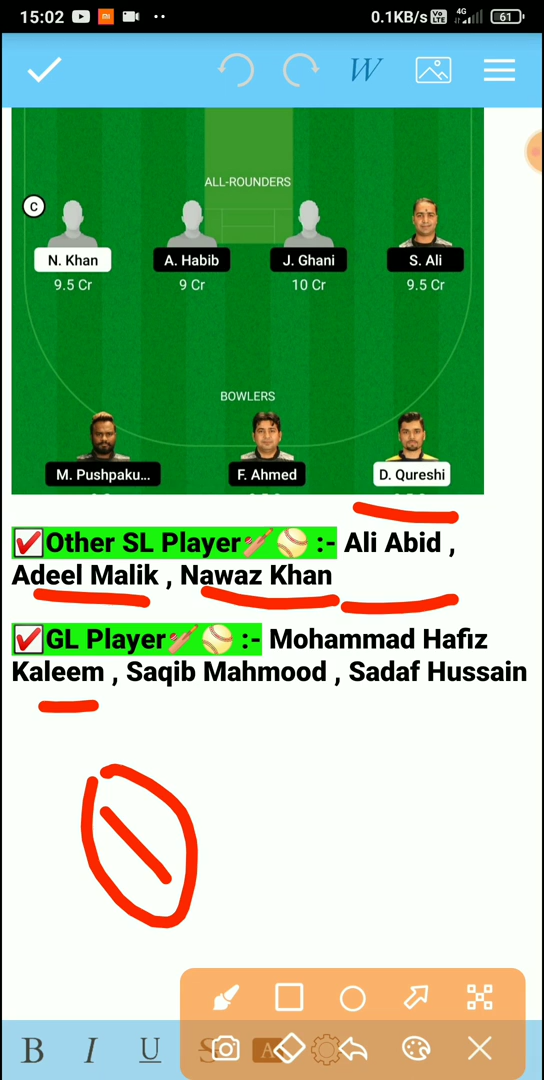 15:02 0.1KB/s Vo LTE 4G 61
W
ALL-ROUNDERS
C
N. Khan A. Habib J. Ghani S. Ali
9.5 Cr 9 Cr 10 Cr 9.5 Cr
BOWLERS
M. Pushpaku... F. Ahmed D. Qureshi
✅Other SL Player🏏⚾ :- Ali Abid ,
Adeel Malik , Nawaz Khan
✅GL Player🏏⚾ :- Mohammad Hafiz
Kaleem , Saqib Mahmood , Sadaf Hussain
B I U S A